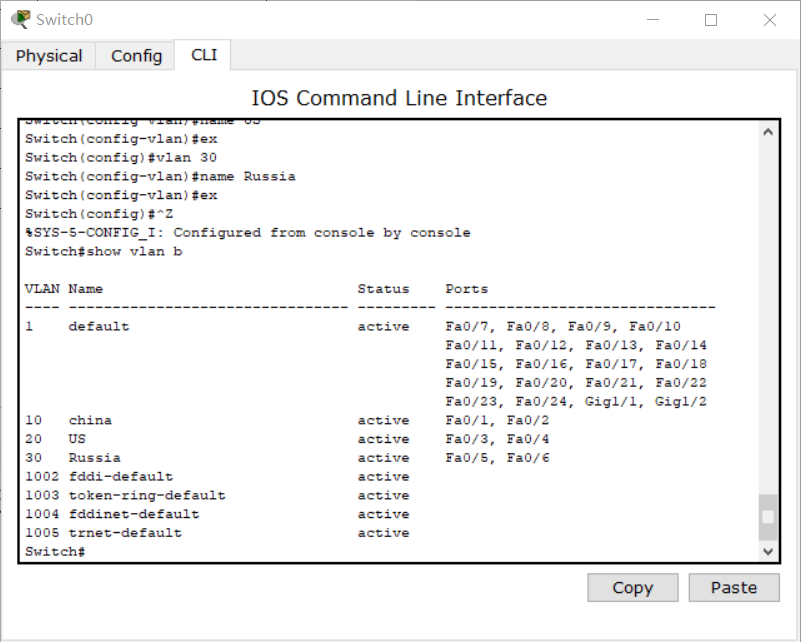 Switch0
Physical Config CLI
IOS Command Line Interface
Switch(config-vlan)#name US
Switch(config-vlan)#ex
Switch(config)#vlan 30
Switch(config-vlan)#name Russia
Switch(config-vlan)#ex
Switch(config)#^Z
%SYS-5-CONFIG_I: Configured from console by console
Switch#show vlan b
VLAN Name Status Ports
---- -------------------------------- --------- -------------------------------
1 default active Fa0/7, Fa0/8, Fa0/9, Fa0/10
Fa0/11, Fa0/12, Fa0/13, Fa0/14
Fa0/15, Fa0/16, Fa0/17, Fa0/18
Fa0/19, Fa0/20, Fa0/21, Fa0/22
Fa0/23, Fa0/24, Gig1/1, Gig1/2
10 china active Fa0/1, Fa0/2
20 US active Fa0/3, Fa0/4
30 Russia active Fa0/5, Fa0/6
1002 fddi-default active
1003 token-ring-default active
1004 fddinet-default active
1005 trnet-default active
Switch#
Copy Paste